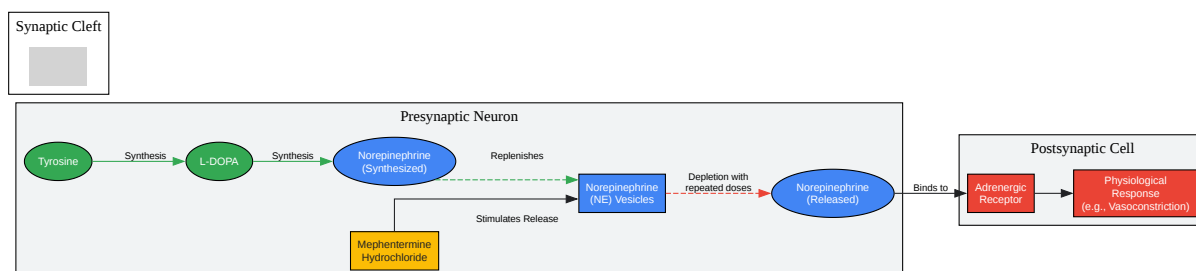 Synaptic Cleft
Presynaptic Neuron
Tyrosine
Synthesis
L-DOPA
Synthesis
Norepinephrine
(Synthesized)
Replenishes
Norepinephrine
(NE) Vesicles
Depletion with
repeated doses
Norepinephrine
(Released)
Stimulates Release
Mephentermine
Hydrochloride
Binds to
Postsynaptic Cell
Adrenergic
Receptor
Physiological
Response
(e.g., Vasoconstriction)